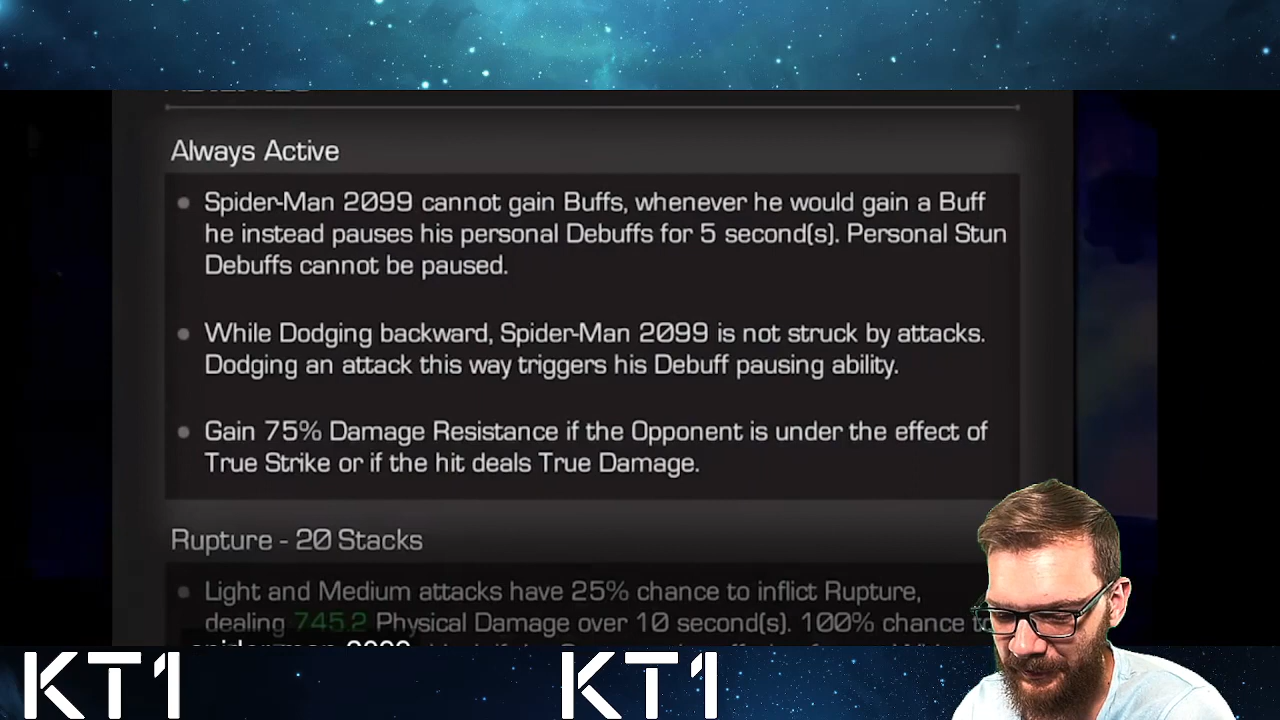 Always Active
Spider-Man 2099 cannot gain Buffs, whenever he would gain a Buff
he instead pauses his personal Debuffs for 5 second(s). Personal Stun
Debuffs cannot be paused.
While Dodging backward, Spider-Man 2099 is not struck by attacks.
Dodging an attack this way triggers his Debuff pausing ability.
Gain 75% Damage Resistance if the Opponent is under the effect of
True Strike or if the hit deals True Damage.
Rupture - 20 Stacks
Light and Medium attacks have 25% chance to inflict Rupture,
dealing 745.2 Physical Damage over 10 second(s). 100% chance to
KT1 KT1